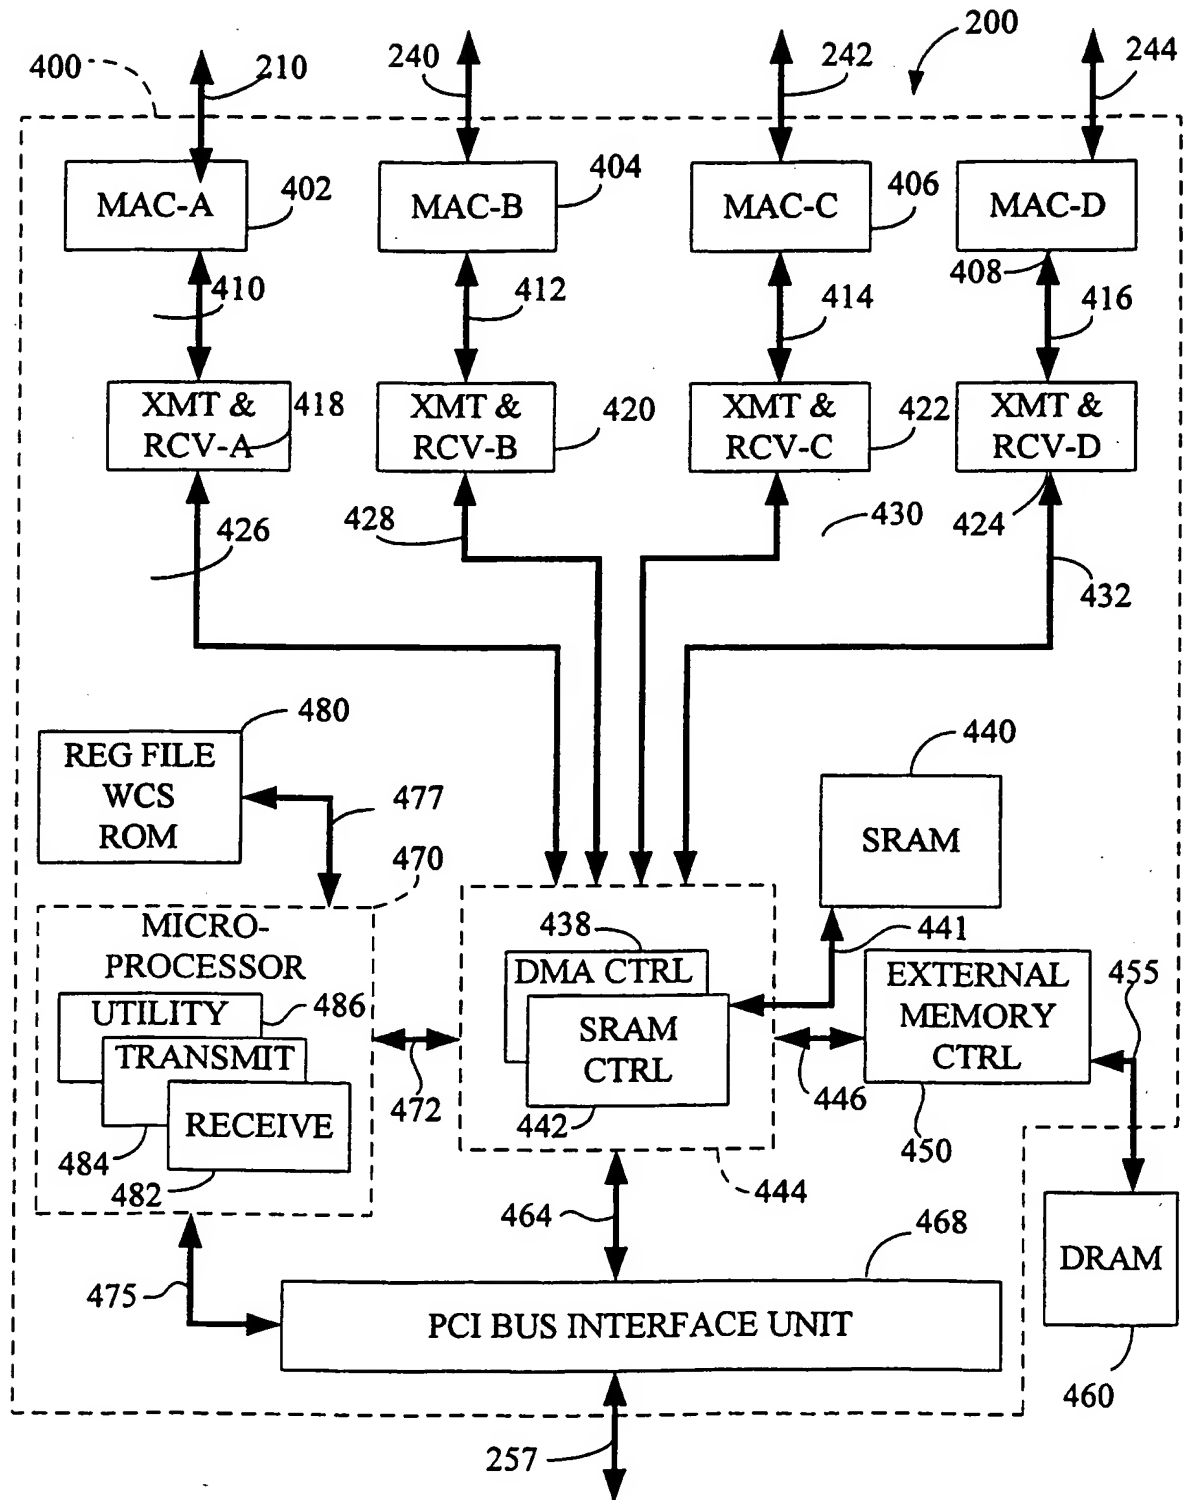 200
400
210
240
242
244
MAC-A
402
MAC-B
404
MAC-C
406
MAC-D
408
410
412
414
416
XMT &
RCV-A
418
XMT &
RCV-B
420
XMT &
RCV-C
422
XMT &
RCV-D
424
426
428
430
432
480
REG FILE
WCS
ROM
477
440
SRAM
470
MICRO-
PROCESSOR
UTILITY
486
TRANSMIT
484
RECEIVE
482
472
438
DMA CTRL
SRAM
CTRL
442
441
444
446
EXTERNAL
MEMORY
CTRL
450
455
DRAM
460
464
468
475
PCI BUS INTERFACE UNIT
257